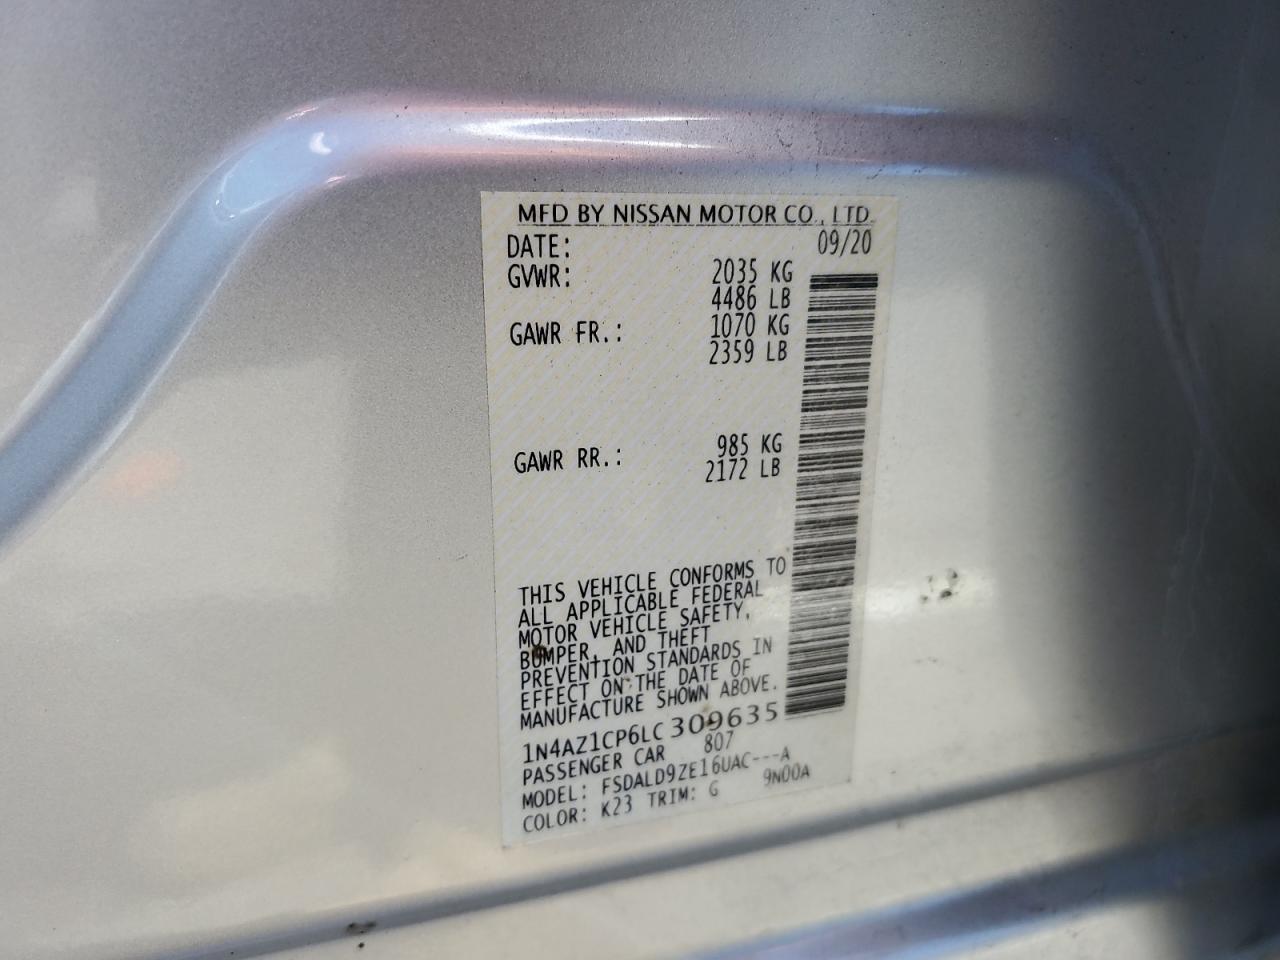 MFD BY NISSAN MOTOR CO., LTD.
DATE: 09/20
GVWR: 2035 KG
4486 LB
GAWR FR.: 1070 KG
2359 LB
GAWR RR.: 985 KG
2172 LB
THIS VEHICLE CONFORMS TO
ALL APPLICABLE FEDERAL
MOTOR VEHICLE SAFETY,
BUMPER, AND THEFT
PREVENTION STANDARDS IN
EFFECT ON THE DATE OF
MANUFACTURE SHOWN ABOVE.
1N4AZ1CP6LC309635
PASSENGER CAR 807
MODEL: FSDALD9ZE16UAC---A
COLOR: K23 TRIM: G 9N00A